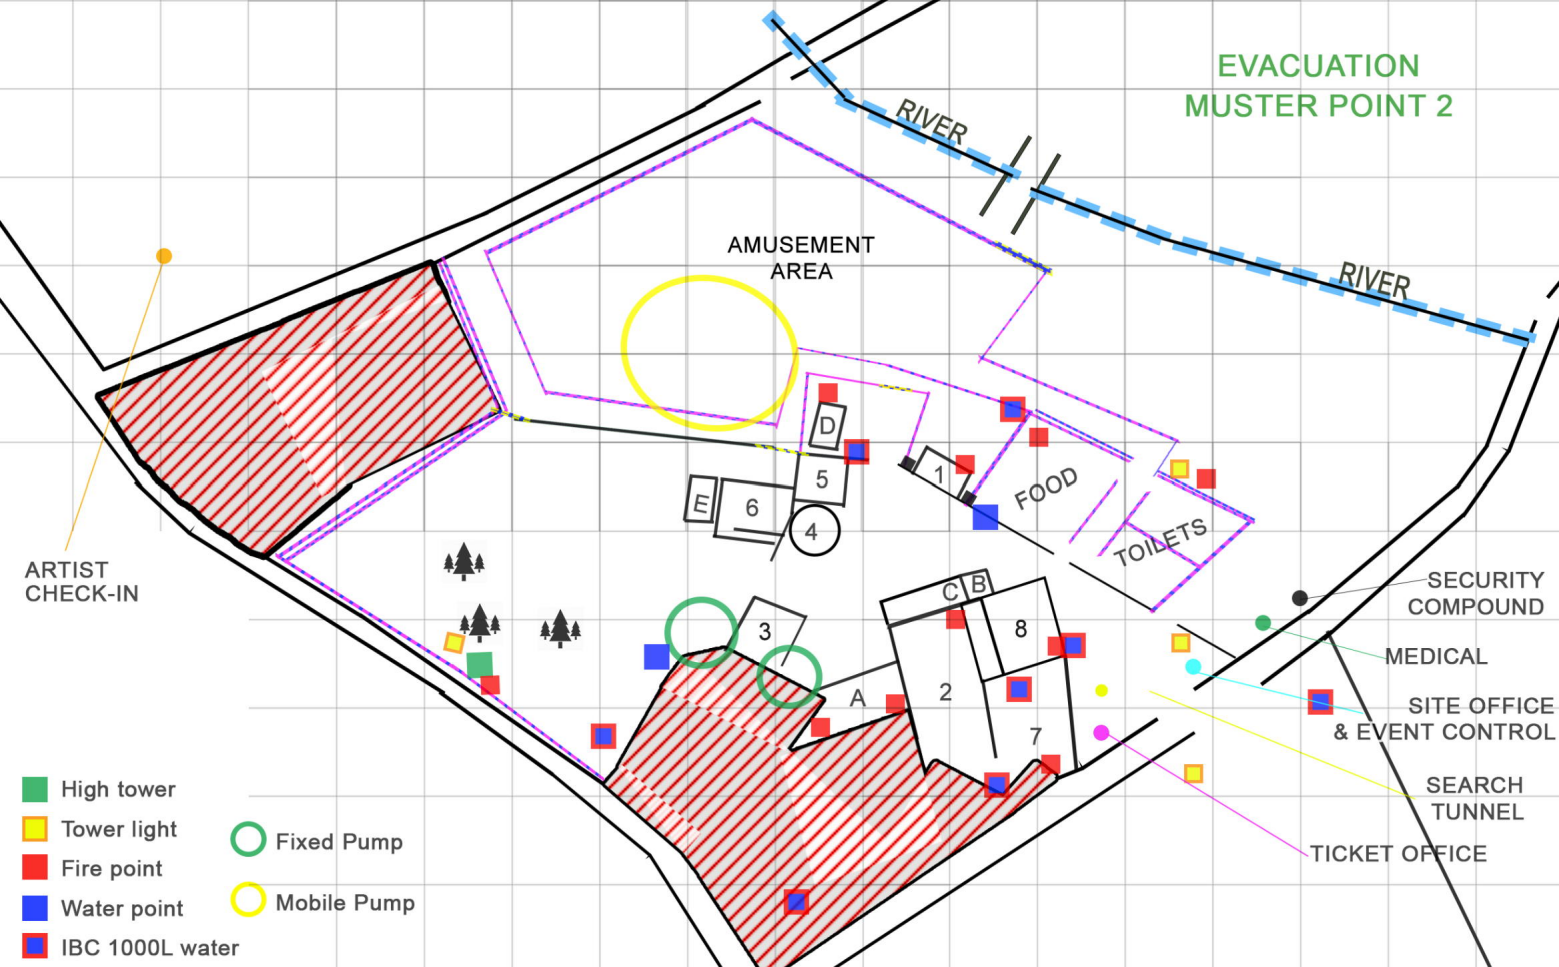 EVACUATION
MUSTER POINT 2
RIVER
RIVER
AMUSEMENT
AREA
D
5
1
E
6
4
FOOD
TOILETS
ARTIST
CHECK-IN
C
B
8
3
A
2
7
SECURITY
COMPOUND
MEDICAL
SITE OFFICE
& EVENT CONTROL
SEARCH
TUNNEL
TICKET OFFICE
High tower
Tower light
Fire point
Water point
IBC 1000L water
Fixed Pump
Mobile Pump